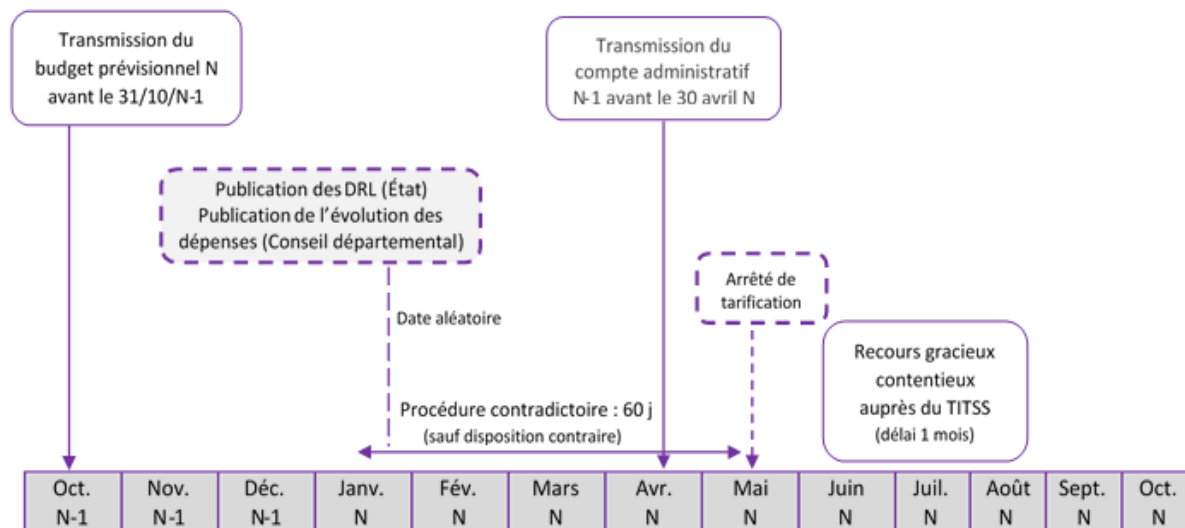 Transmission du
budget prévisionnel N
avant le 31/10/N-1
Transmission du
compte administratif
N-1 avant le 30 avril N
Publication des DRL (État)
Publication de l'évolution des
dépenses (Conseil départemental)
Date aléatoire
Arrêté de
tarification
Recours gracieux
contentieux
auprès du TITSS
(délai 1 mois)
Procédure contradictoire : 60 j
(sauf disposition contraire)
Oct. Nov. Déc. Janv. Fév. Mars Avr. Mai Juin Juil. Août Sept. Oct.
N-1 N-1 N-1 N N N N N N N N N N